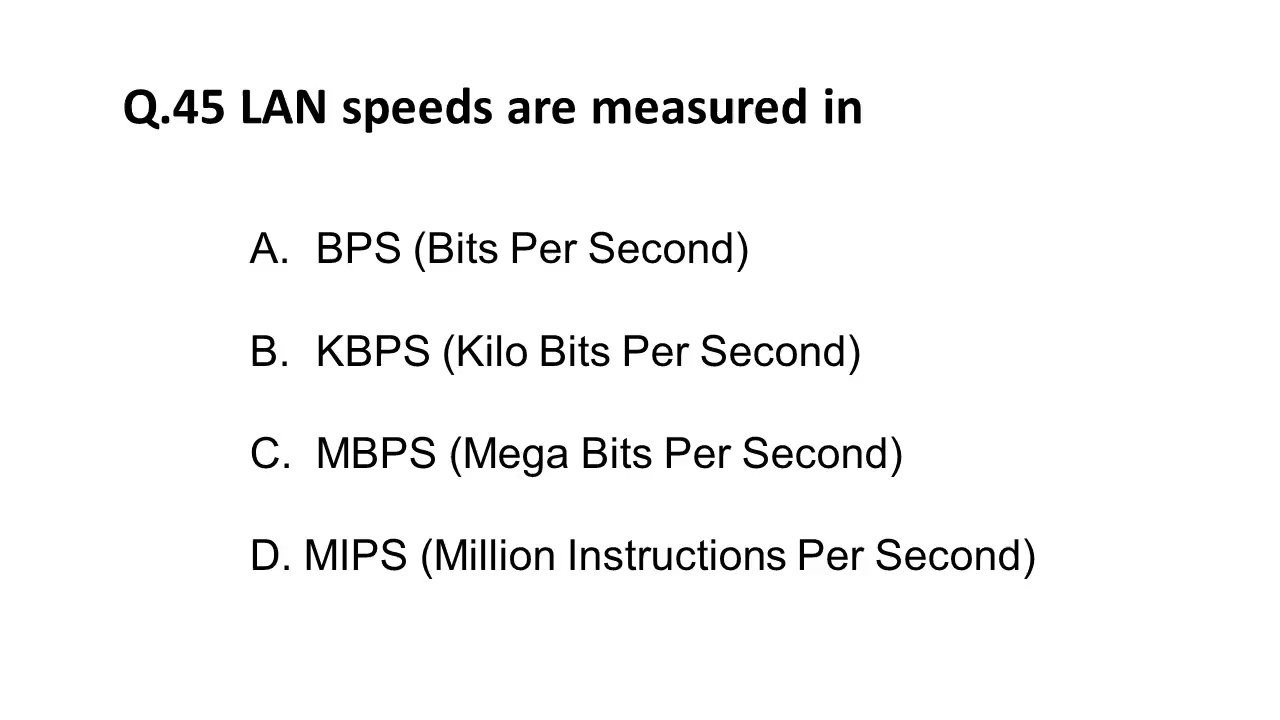 Q.45 LAN speeds are measured in
A. BPS (Bits Per Second)
B. KBPS (Kilo Bits Per Second)
C. MBPS (Mega Bits Per Second)
D. MIPS (Million Instructions Per Second)